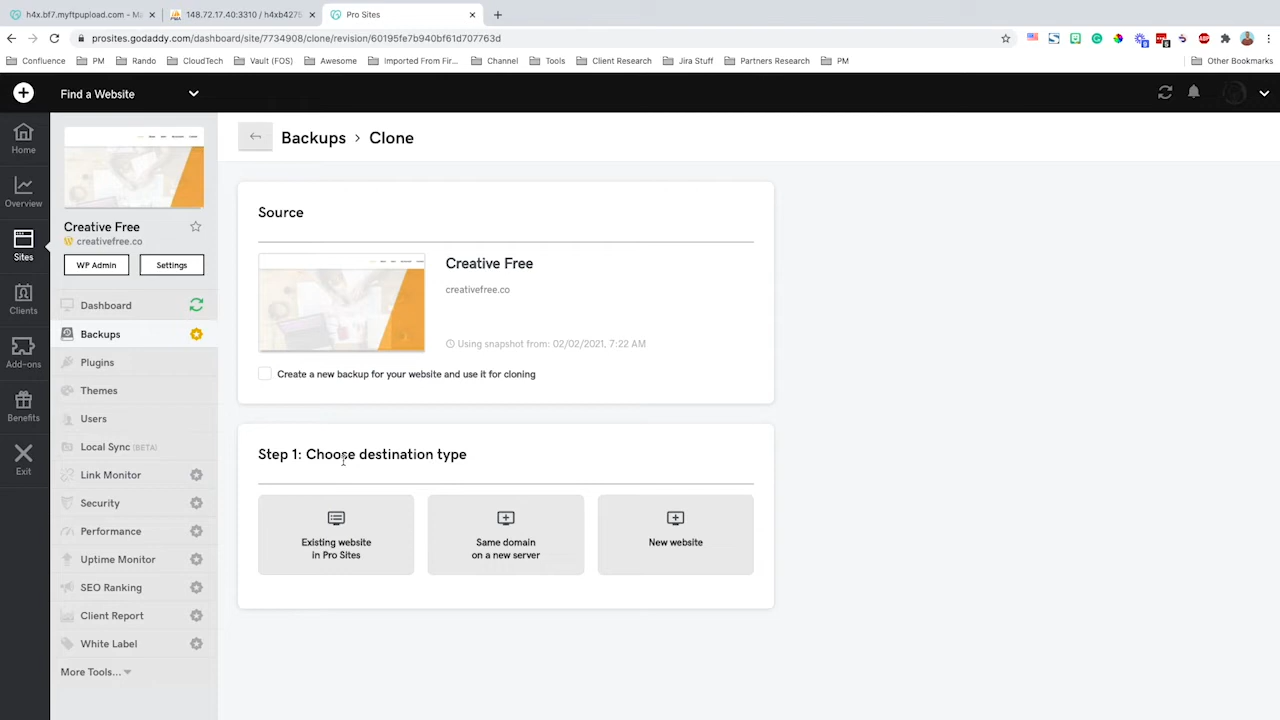 h4x.bf7.myftpupload.com - Ma
148.72.17.40:3310 / h4xb4275
Pro Sites
prosites.godaddy.com/dashboard/site/7734908/clone/revision/60195fe7b940bf61d707763d
Confluence
PM
Rando
CloudTech
Vault (FOS)
Awesome
Imported From Fir...
Channel
Tools
Client Research
Jira Stuff
Partners Research
PM
Other Bookmarks
Find a Website
Home
Overview
Sites
Clients
Add-ons
Benefits
Exit
Creative Free
creativefree.co
WP Admin
Settings
Dashboard
Backups
Plugins
Themes
Users
Local Sync (BETA)
Link Monitor
Security
Performance
Uptime Monitor
SEO Ranking
Client Report
White Label
More Tools...
Backups > Clone
Source
Creative Free
creativefree.co
Using snapshot from: 02/02/2021, 7:22 AM
Create a new backup for your website and use it for cloning
Step 1: Choose destination type
Existing website
in Pro Sites
Same domain
on a new server
New website